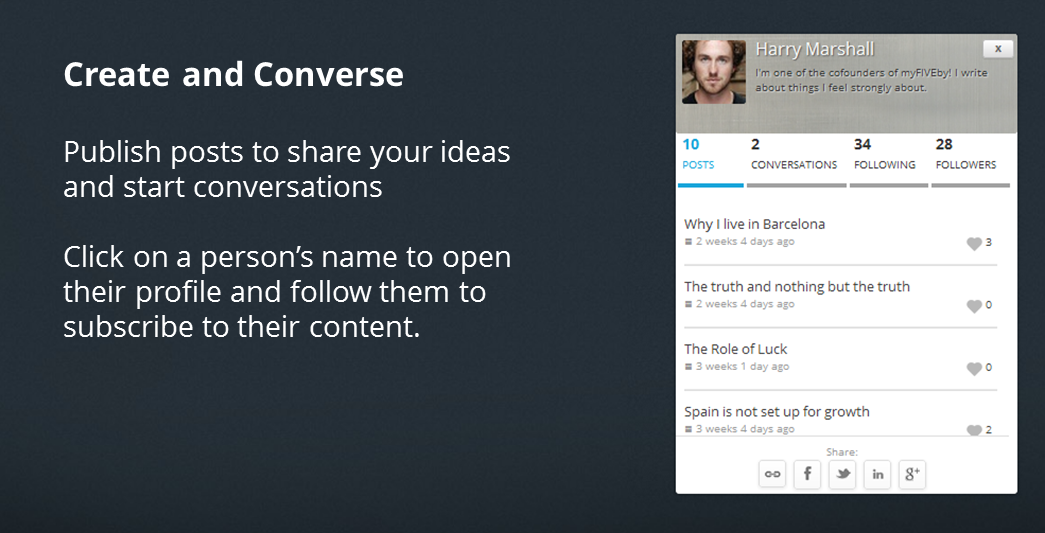 Create and Converse
Publish posts to share your ideas
and start conversations
Click on a person's name to open
their profile and follow them to
subscribe to their content.
Harry Marshall
x
I'm one of the cofounders of myFIVEby! I write
about things I feel strongly about.
10 2 34 28
POSTS CONVERSATIONS FOLLOWING FOLLOWERS
Why I live in Barcelona
2 weeks 4 days ago
3
The truth and nothing but the truth
2 weeks 4 days ago
0
The Role of Luck
3 weeks 1 day ago
0
Spain is not set up for growth
3 weeks 4 days ago
2
Share:
f in g+